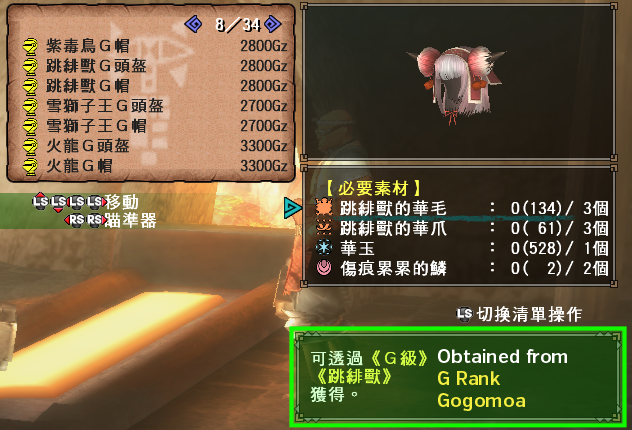 8/34
紫毒鳥Ｇ帽 2800Gz
跳緋獸Ｇ頭盔 2800Gz
跳緋獸Ｇ帽 2800Gz
雪獅子王Ｇ頭盔 2700Gz
雪獅子王Ｇ帽 2700Gz
火龍Ｇ頭盔 3300Gz
火龍Ｇ帽 3300Gz
LS LS LS LS 移動
RS RS 瞄準器
【必要素材】
跳緋獸的華毛 : 0(134)/ 3個
跳緋獸的華爪 : 0( 61)/ 3個
華玉 : 0(528)/ 1個
傷痕累累的鱗 : 0( 2)/ 2個
LS 切換清單操作
可透過《Ｇ級》
《跳緋獸》
獲得。
Obtained from
G Rank
Gogomoa